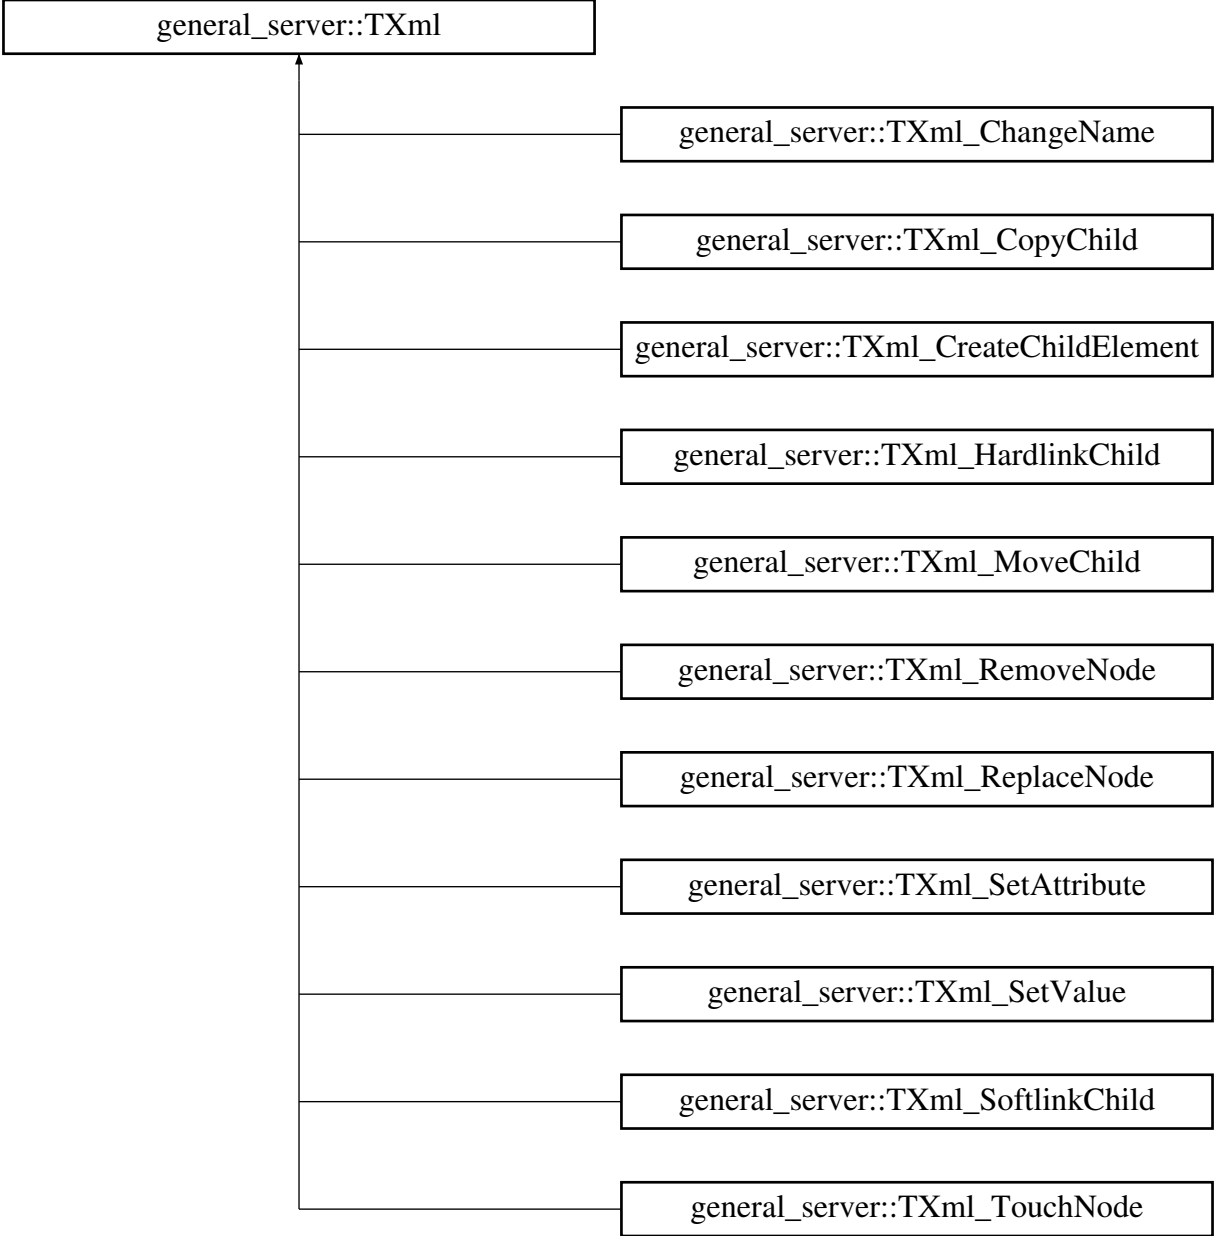 general_server::TXml
general_server::TXml_ChangeName
general_server::TXml_CopyChild
general_server::TXml_CreateChildElement
general_server::TXml_HardlinkChild
general_server::TXml_MoveChild
general_server::TXml_RemoveNode
general_server::TXml_ReplaceNode
general_server::TXml_SetAttribute
general_server::TXml_SetValue
general_server::TXml_SoftlinkChild
general_server::TXml_TouchNode